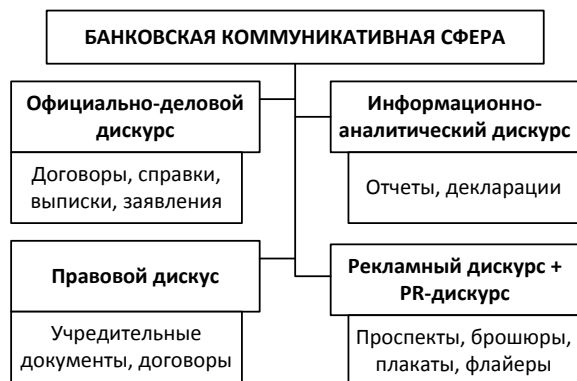 БАНКОВСКАЯ КОММУНИКАТИВНАЯ СФЕРА
Официально-деловой
дискурс
Договоры, справки,
выписки, заявления
Информационно-
аналитический дискурс
Отчеты, декларации
Правовой дискус
Учредительные
документы, договоры
Рекламный дискурс +
PR-дискурс
Проспекты, брошюры,
плакаты, флайеры